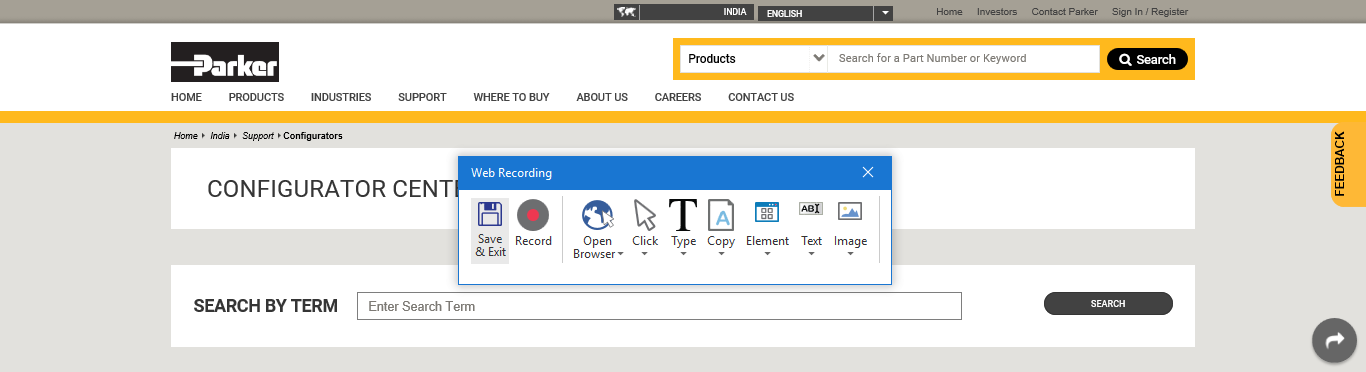 INDIA ENGLISH Home Investors Contact Parker Sign In / Register
Parker
Products Search for a Part Number or Keyword Search
HOME PRODUCTS INDUSTRIES SUPPORT WHERE TO BUY ABOUT US CAREERS CONTACT US
Home India Support Configurators
FEEDBACK
CONFIGURATOR CENT
Web Recording
Save & Exit
Record
Open Browser
Click
Type
Copy
Element
Text
Image
SEARCH BY TERM Enter Search Term SEARCH